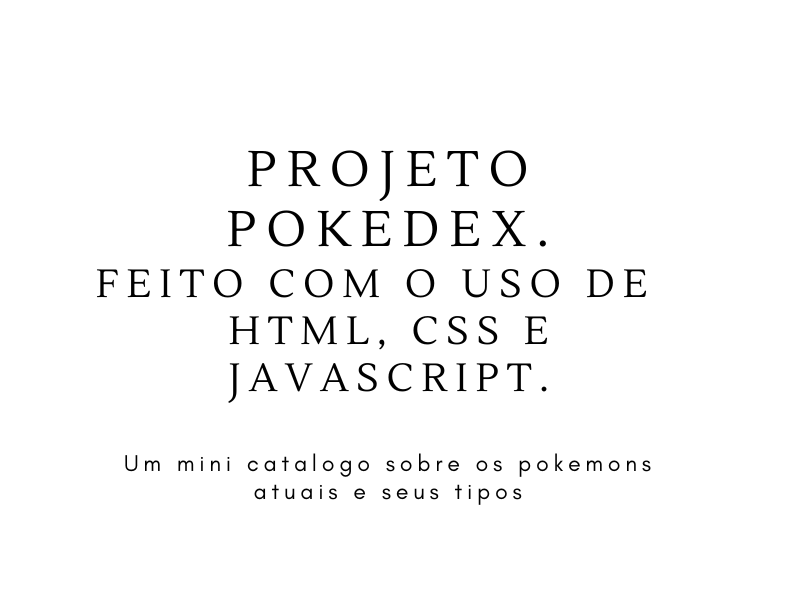 PROJETO
POKEDEX.
FEITO COM O USO DE
HTML, CSS E
JAVASCRIPT.
Um mini catalogo sobre os pokemons
atuais e seus tipos